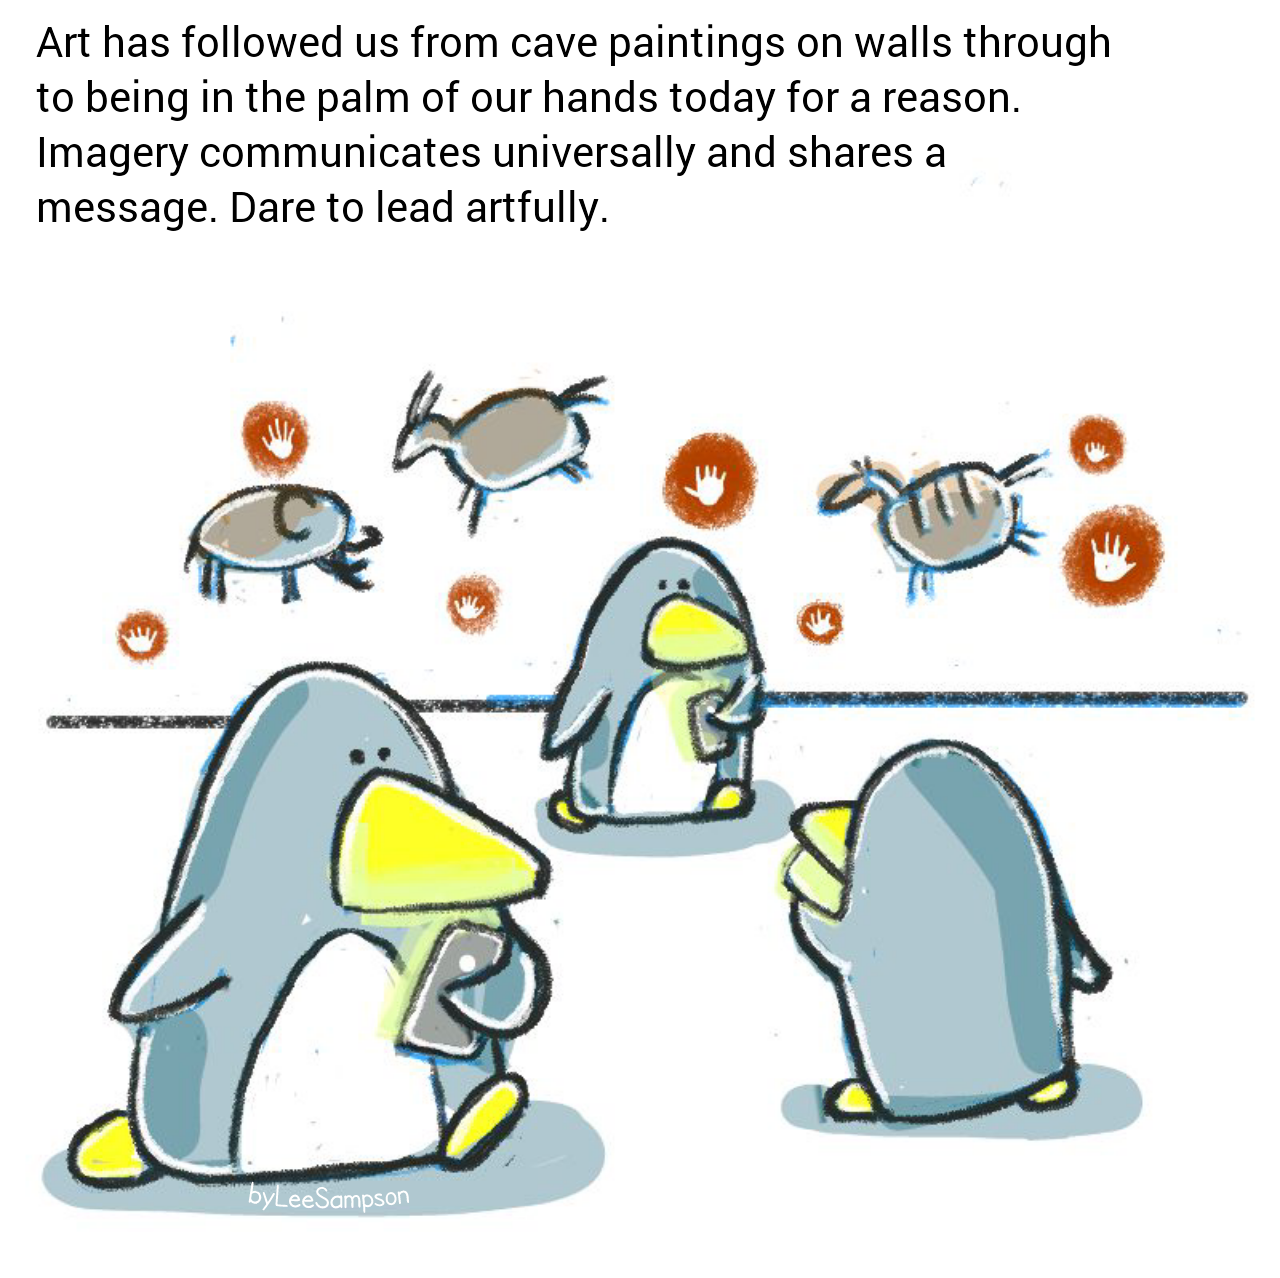 Art has followed us from cave paintings on walls through
to being in the palm of our hands today for a reason.
Imagery communicates universally and shares a
message. Dare to lead artfully.
byLeeSampson